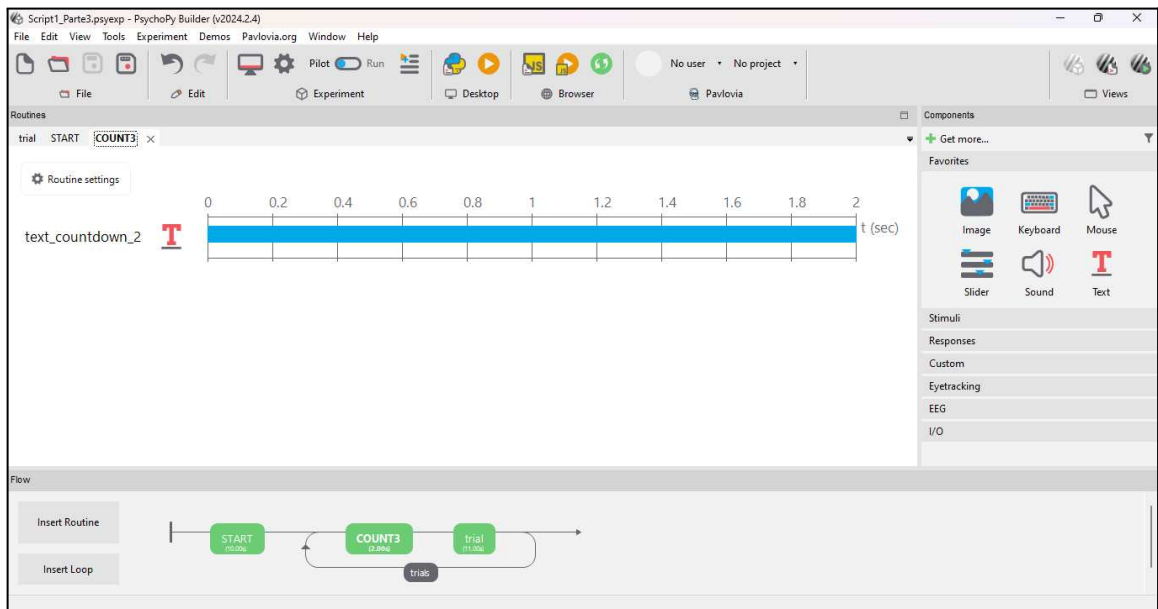 Script1_Parte3.psyexp - PsychoPy Builder (v2024.2.4)
File Edit View Tools Experiment Demos Pavlovia.org Window Help
Pilot Run JS No user No project
File Edit Experiment Desktop Browser Pavlovia Views
Routines
trial START COUNT3
Routine settings
0 0.2 0.4 0.6 0.8 1 1.2 1.4 1.6 1.8 2
t (sec)
text_countdown_2 T
Components
Get more...
Favorites
Image Keyboard Mouse
T
Slider Sound Text
Stimuli
Responses
Custom
Eyetracking
EEG
I/O
Flow
Insert Routine
Insert Loop
START
(10.00s)
COUNT3
(2.00s)
trial
(11.00s)
trials